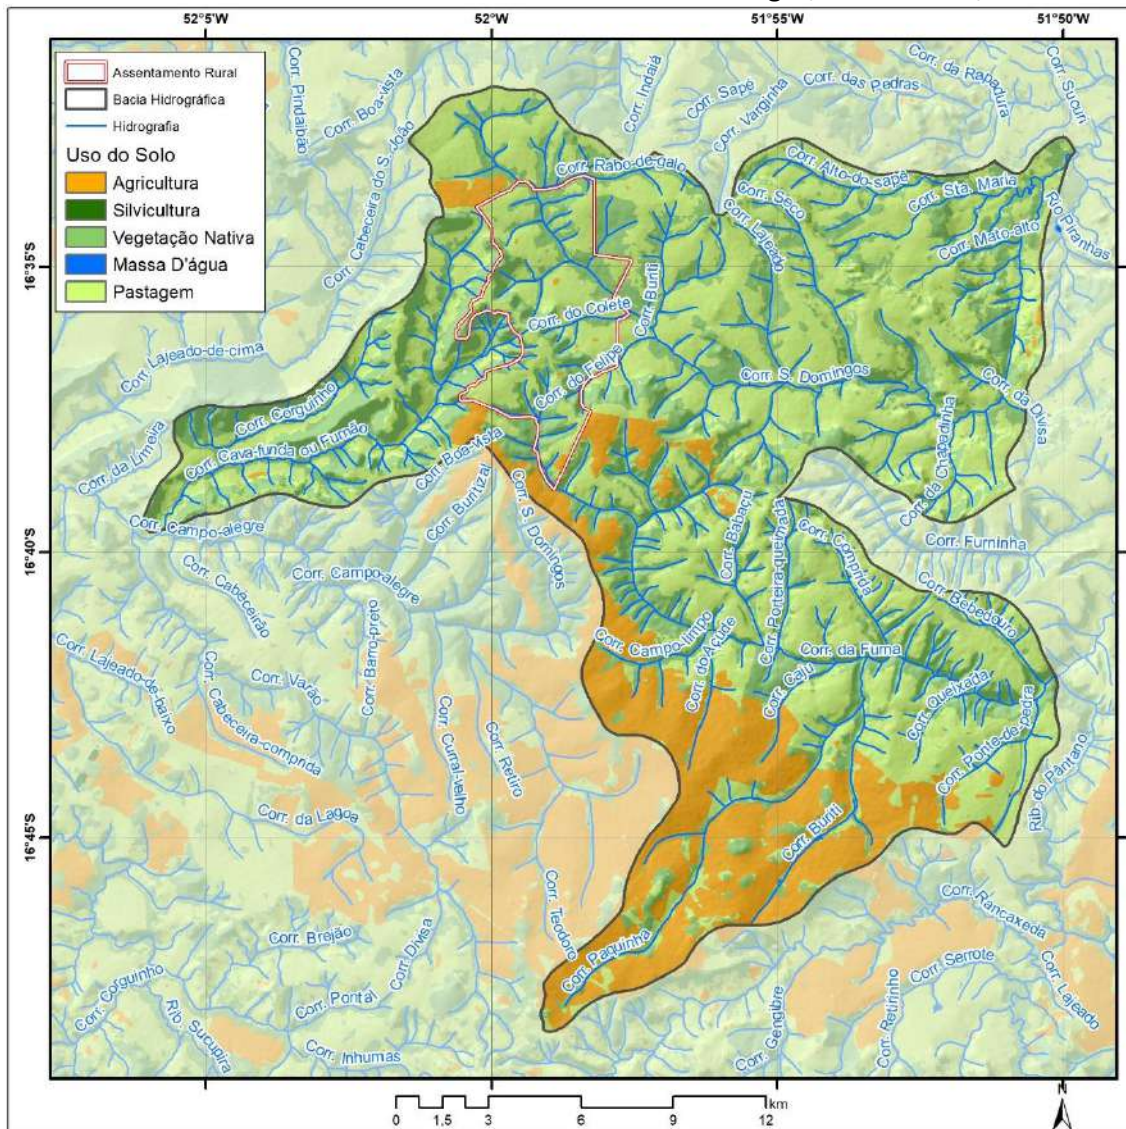 52°5'W
52°W
51°55'W
51°50'W
Assentamento Rural
Bacia Hidrográfica
Hidrografia
Uso do Solo
Agricultura
Silvicultura
Vegetação Nativa
Massa D'água
Pastagem
Corr. Pindaibão
Corr. Boa-vista
Corr. Cabeceira do S. João
Corr. Indaiá
Corr. Sapé
Corr. Varginha
Corr. das Pedras
Corr. da Rapadura
Corr. Sucuri
Corr. Rabo-de-galo
Corr. Alto-do-sapé
Corr. Seco
Corr. Lajeado
Corr. Sta. Maria
Corr. Mato-alto
Rio Piranhas
16°35'S
Corr. Buriti
Corr. do Colete
Corr. Lajeado-de-cima
Corr. do Felipe
Corr. S. Domingos
Corr. da Divisa
Corr. da Chapadinha
Corr. Corguinho
Corr. da Limeira
Corr. Cava-funda ou Fumão
Corr. Boa-vista
Corr. Buritizal
Corr. S. Domingos
Corr. Campo-alegre
16°40'S
Corr. Babaçu
Corr. Porteira-queimada
Corr. Comprida
Corr. Furninha
Corr. Bebedouro
Corr. Cabeceirão
Corr. Campo-alegre
Corr. Barro-preto
Corr. Campo-limpo
Corr. do Açude
Corr. da Furna
Corr. Caju
Corr. Queixada
Corr. Ponte-de-pedra
Corr. Lajeado-de-baixo
Corr. Varão
Corr. Cabeceira-comprida
Corr. Curral-velho
Corr. Retiro
Rib. do Pântano
16°45'S
Corr. da Lagoa
Corr. Buriti
Corr. Teodoro
Corr. Paquinha
Corr. Rancaxeda
Corr. Brejão
Corr. Divisa
Corr. Serrote
Corr. Lajeado
Corr. Corguinho
Corr. Pontal
Rib. Sucupira
Corr. Inhumas
Corr. Gengibre
Corr. Retirinho
km
0 1,5 3 6 9 12
N